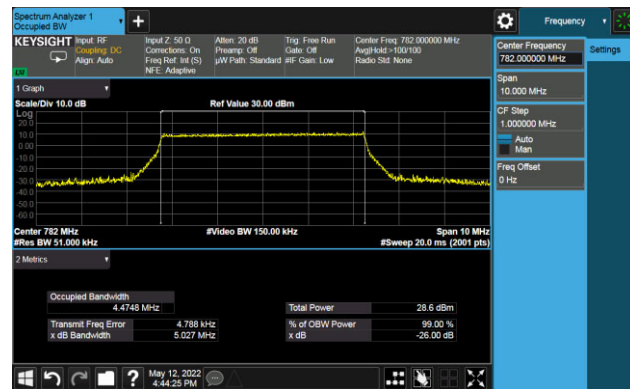 Spectrum Analyzer 1
Occupied BW
Frequency
KEYSIGHT
Input: RF
Coupling: DC
Align: Auto
LXI
Input Z: 50 Ω
Corrections: On
Freq Ref: Int (S)
NFE: Adaptive
Atten: 20 dB
Preamp: Off
µW Path: Standard
Trig: Free Run
Gate: Off
#IF Gain: Low
Center Freq: 782.000000 MHz
Avg|Hold:>100/100
Radio Std: None
Center Frequency
782.000000 MHz
Settings
Span
10.000 MHz
CF Step
1.000000 MHz
Auto
Man
Freq Offset
0 Hz
1 Graph
Scale/Div 10.0 dB
Ref Value 30.00 dBm
Log
20.0
10.0
0.00
-10.0
-20.0
-30.0
-40.0
-50.0
-60.0
Center 782 MHz
#Video BW 150.00 kHz
Span 10 MHz
#Res BW 51.000 kHz
#Sweep 20.0 ms (2001 pts)
2 Metrics
Occupied Bandwidth
4.4748 MHz
Total Power
28.6 dBm
Transmit Freq Error
4.788 kHz
% of OBW Power
99.00 %
x dB Bandwidth
5.027 MHz
x dB
-26.00 dB
?
May 12, 2022
4:44:25 PM